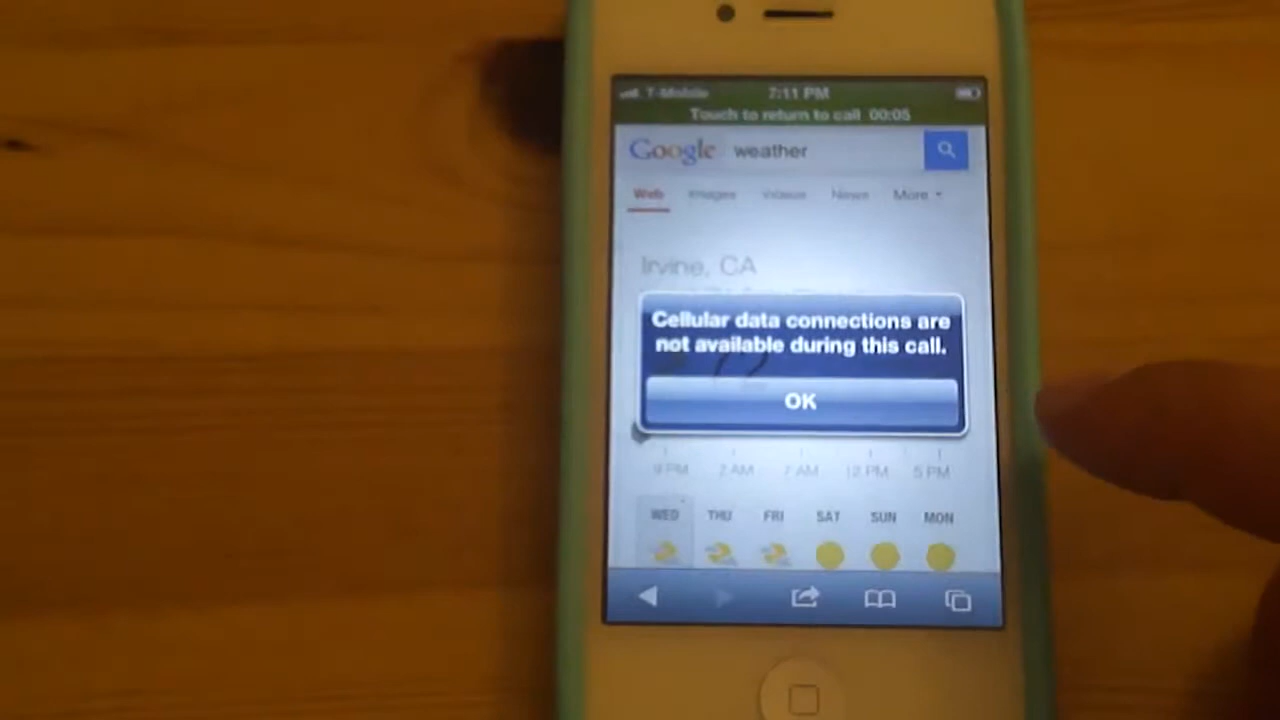 T-Mobile 7:11 PM
Touch to return to call 00:05
Google weather
Web Images Videos News More
Irvine, CA
Cellular data connections are
not available during this call.
72
OK
9 PM 2 AM 7 AM 12 PM 5 PM
WED THU FRI SAT SUN MON